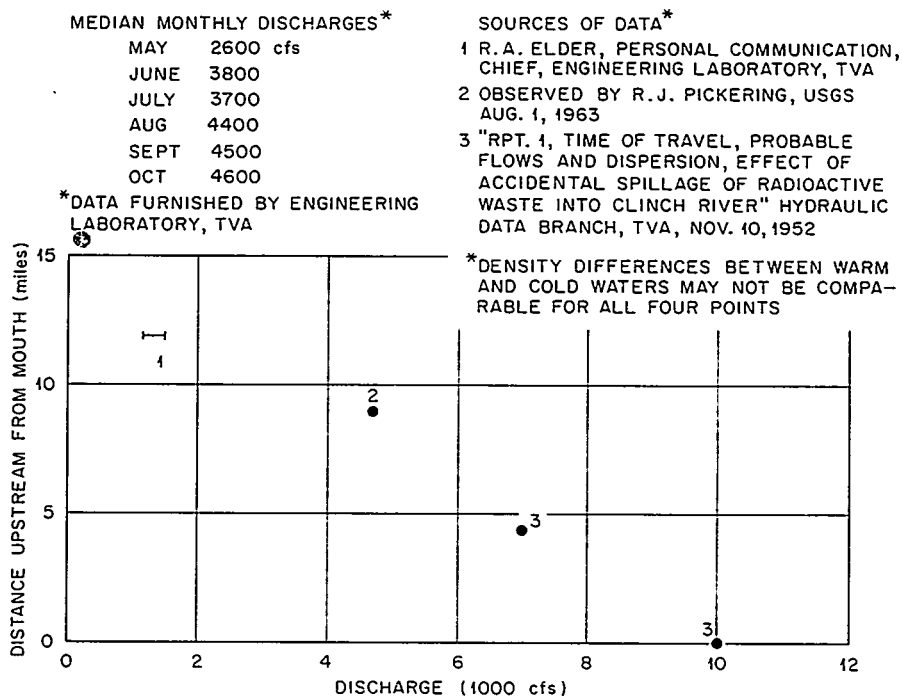 MEDIAN MONTHLY DISCHARGES*
MAY 2600 cfs
JUNE 3800
JULY 3700
AUG 4400
SEPT 4500
OCT 4600
*DATA FURNISHED BY ENGINEERING
LABORATORY, TVA
SOURCES OF DATA*
1 R.A. ELDER, PERSONAL COMMUNICATION,
CHIEF, ENGINEERING LABORATORY, TVA
2 OBSERVED BY R.J. PICKERING, USGS
AUG. 1, 1963
3 "RPT. 1, TIME OF TRAVEL, PROBABLE
FLOWS AND DISPERSION, EFFECT OF
ACCIDENTAL SPILLAGE OF RADIOACTIVE
WASTE INTO CLINCH RIVER" HYDRAULIC
DATA BRANCH, TVA, NOV. 10, 1952
*DENSITY DIFFERENCES BETWEEN WARM
AND COLD WATERS MAY NOT BE COMPA-
RABLE FOR ALL FOUR POINTS
DISTANCE UPSTREAM FROM MOUTH (miles)
15
10
5
0
1
2
3
3
0 2 4 6 8 10 12
DISCHARGE (1000 cfs)